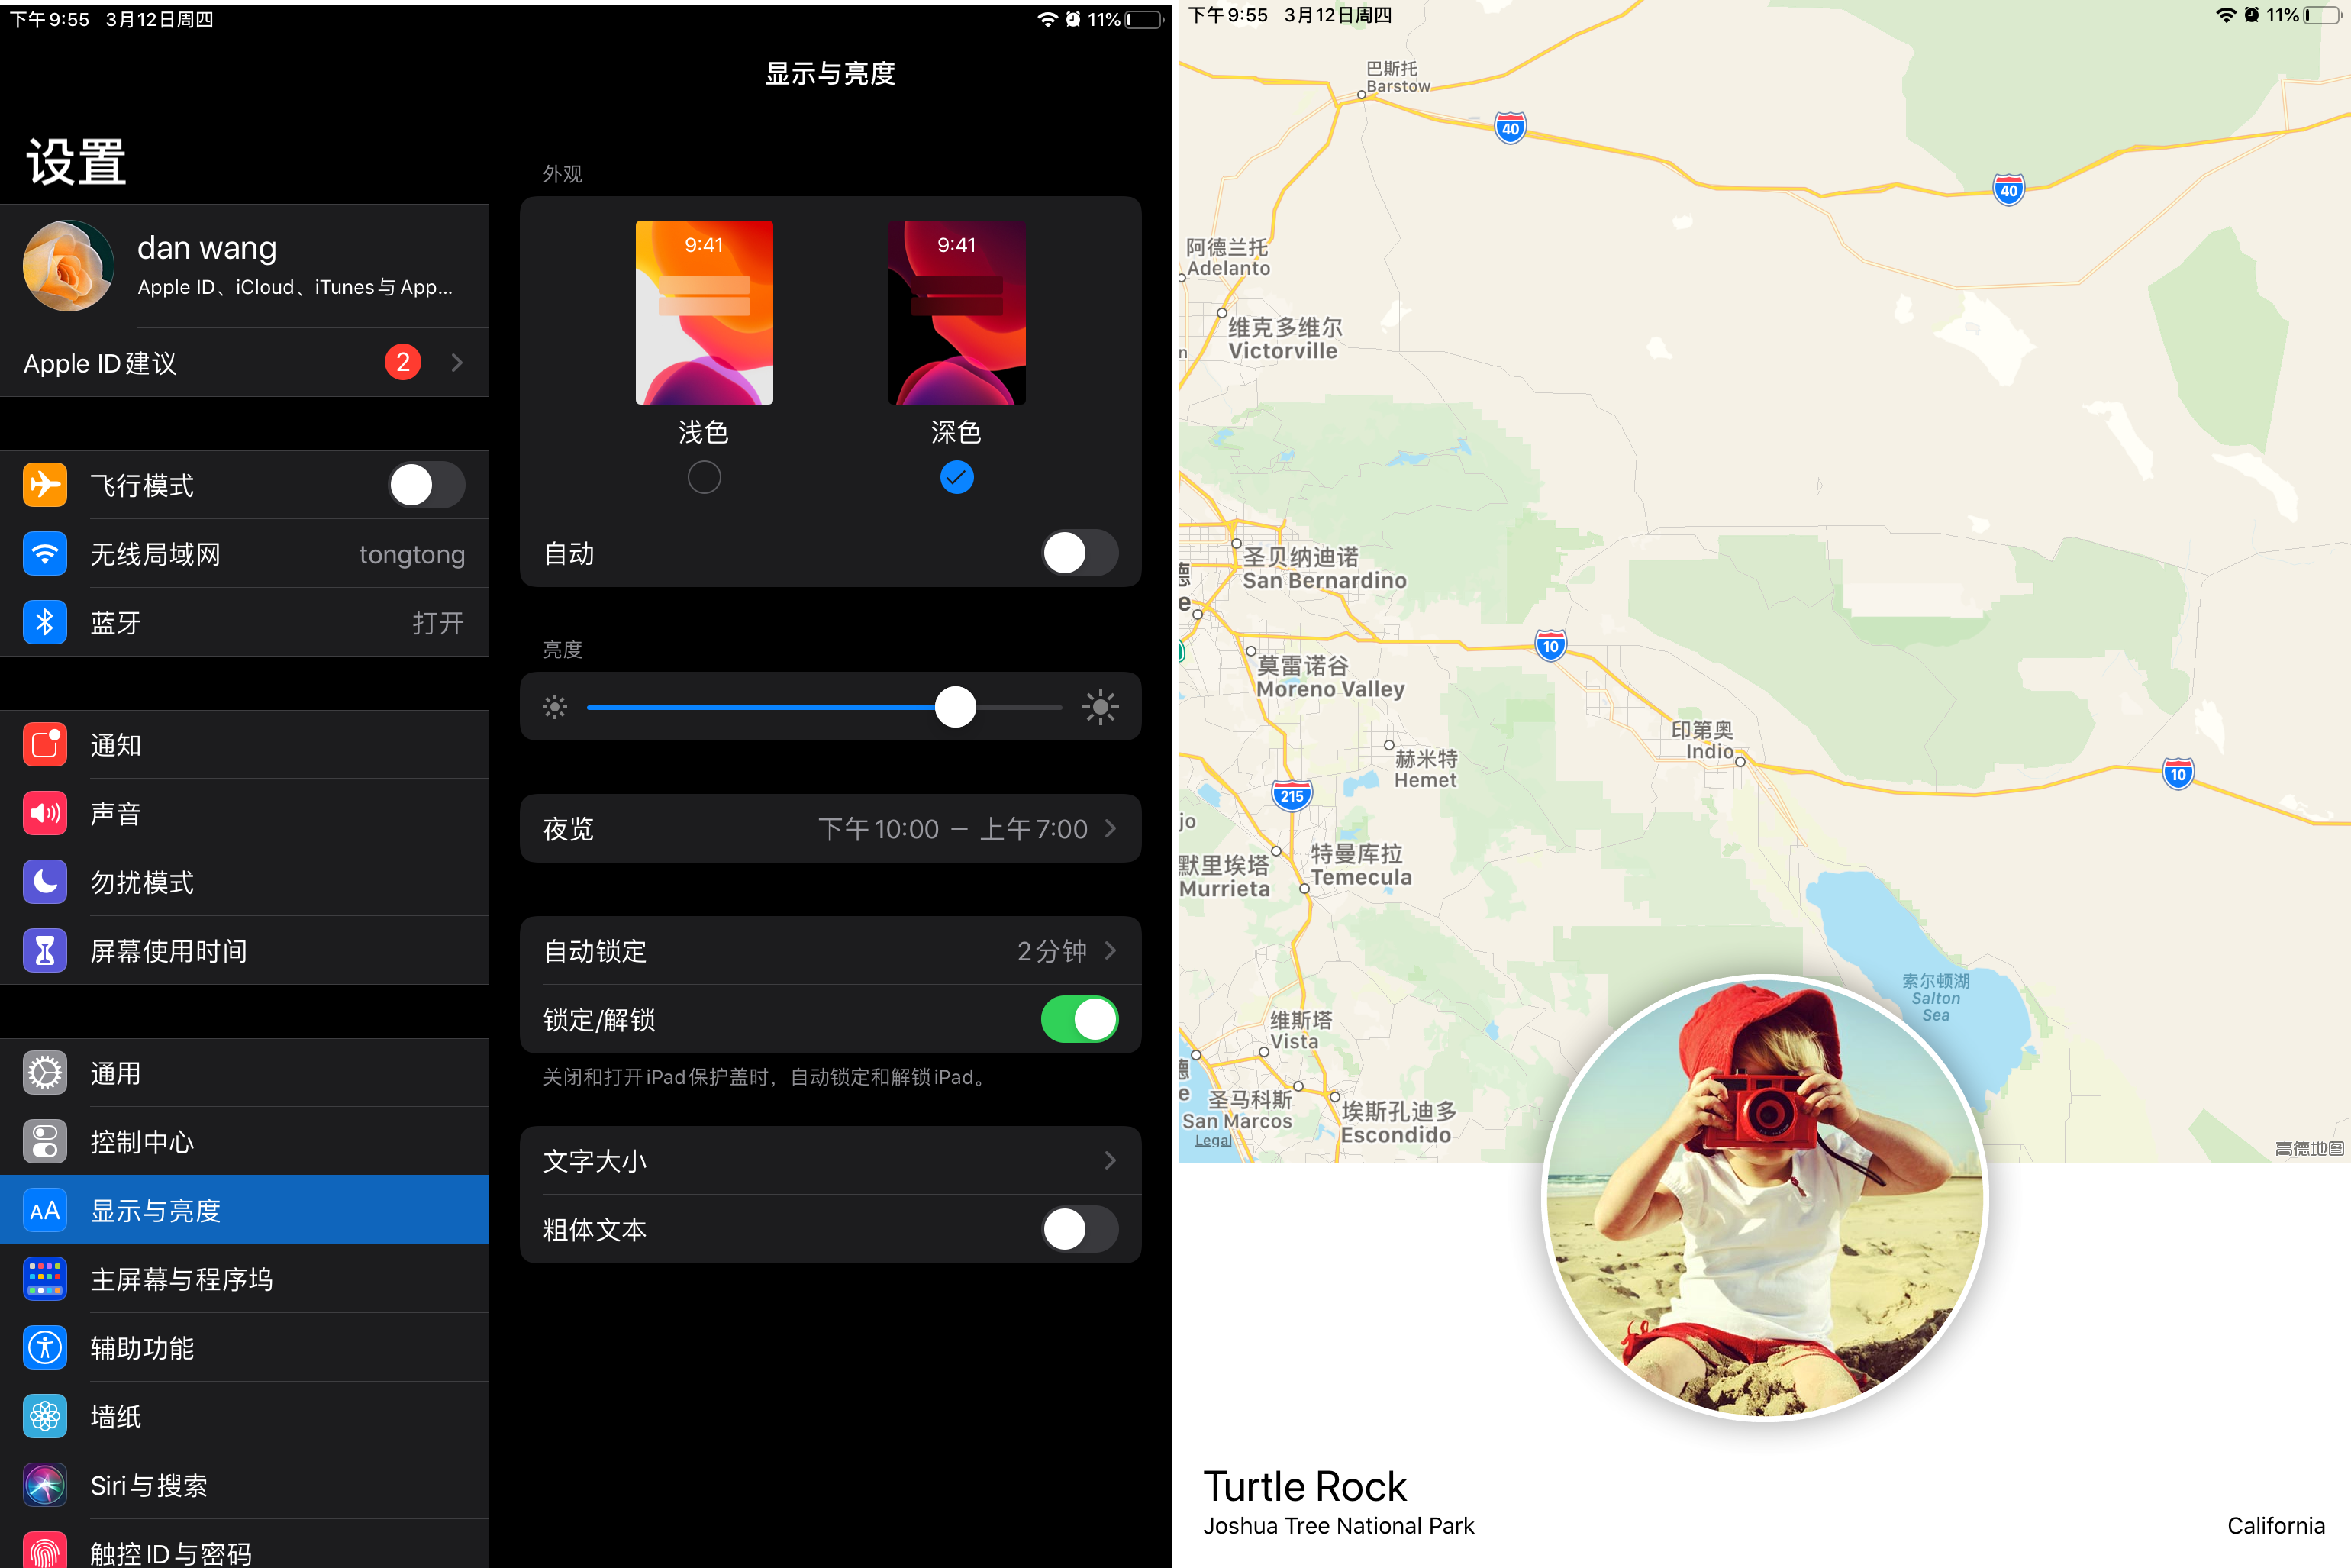 下午9:55 3月12日周四
11%
设置
dan wang
Apple ID、iCloud、iTunes与 App...
Apple ID建议
2
飞行模式
无线局域网 tongtong
蓝牙 打开
通知
声音
勿扰模式
屏幕使用时间
通用
控制中心
AA 显示与亮度
主屏幕与程序坞
辅助功能
墙纸
Siri与搜索
触控ID与密码
显示与亮度
外观
9:41 9:41
浅色 深色
自动
亮度
夜览 下午10:00 – 上午7:00
自动锁定 2分钟
锁定/解锁
关闭和打开iPad保护盖时，自动锁定和解锁iPad。
文字大小
粗体文本
下午9:55 3月12日周四
11%
巴斯托
Barstow
40
40
阿德兰托
Adelanto
维克多维尔
n
Victorville
圣贝纳迪诺
德
San Bernardino
e
10
莫雷诺谷
Moreno Valley
印第奥
Indio
赫米特
Hemet
10
215
jo
特曼库拉
默里埃塔
Temecula
Murrieta
索尔顿湖
Salton
Sea
维斯塔
Vista
德
e
圣马科斯
埃斯孔迪多
San Marcos
Escondido
Legal
高德地图
Turtle Rock
Joshua Tree National Park
California